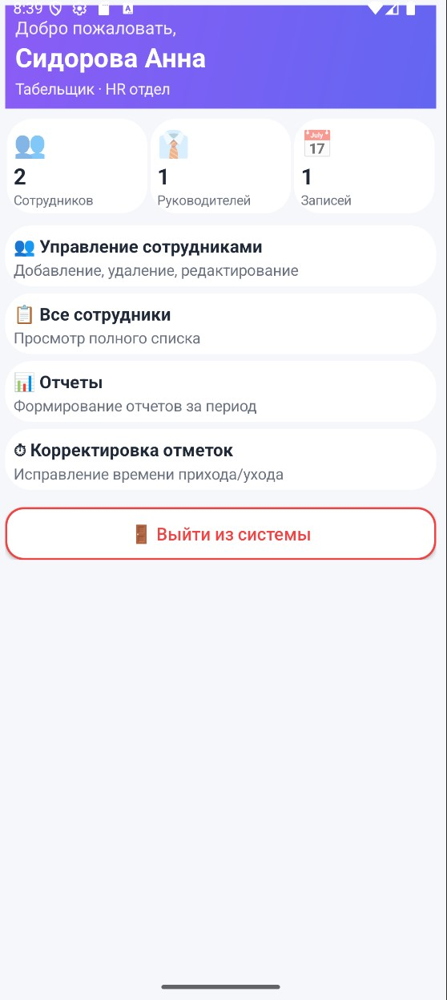 8:39
Добро пожаловать,
Сидорова Анна
Табельщик · HR отдел
July
17
2
1
1
Сотрудников
Руководителей
Записей
Управление сотрудниками
Добавление, удаление, редактирование
Все сотрудники
Просмотр полного списка
Отчеты
Формирование отчетов за период
Корректировка отметок
Исправление времени прихода/ухода
Выйти из системы